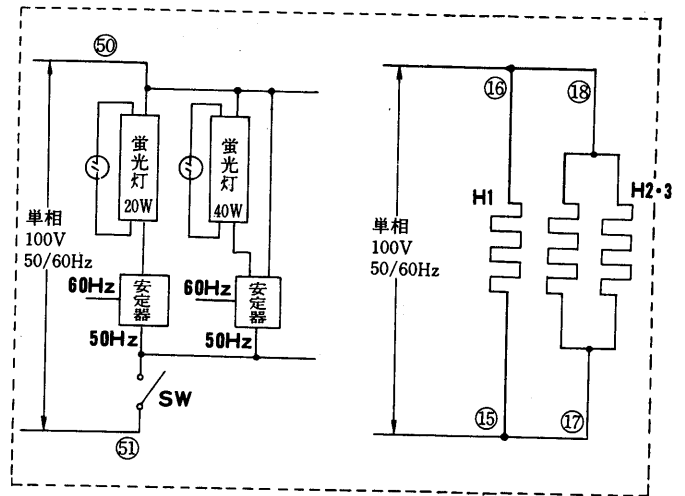 ㊿
蛍光灯
20W
蛍光灯
40W
単相
100V
50/60Hz
60Hz
安定器
50Hz
60Hz
安定器
50Hz
SW
51
⑯
⑱
H1
H2・3
単相
100V
50/60Hz
⑮
⑰